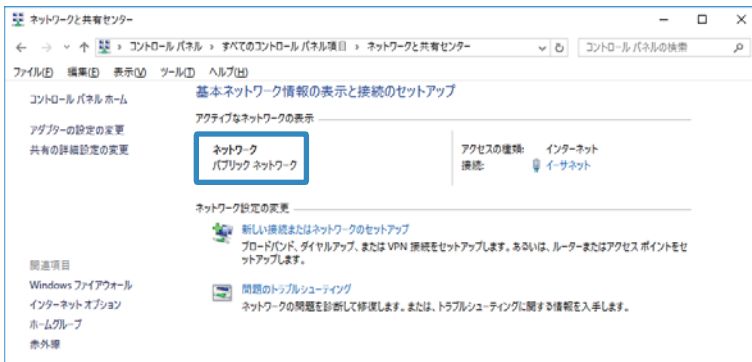 ネットワークと共有センター
コントロール パネル › すべてのコントロール パネル項目 › ネットワークと共有センター
コントロール パネルの検索
ファイル(F) 編集(E) 表示(V) ツール(T) ヘルプ(H)
コントロール パネル ホーム
アダプターの設定の変更
共有の詳細設定の変更
基本ネットワーク情報の表示と接続のセットアップ
アクティブなネットワークの表示
ネットワーク
パブリック ネットワーク
アクセスの種類: インターネット
接続: イーサネット
ネットワーク設定の変更
新しい接続またはネットワークのセットアップ
ブロードバンド、ダイヤルアップ、または VPN 接続をセットアップします。あるいは、ルーターまたはアクセス ポイントをセ
ットアップします。
問題のトラブルシューティング
ネットワークの問題を診断して修復します。または、トラブルシューティングに関する情報を入手します。
関連項目
Windows ファイアウォール
インターネット オプション
ホームグループ
赤外線